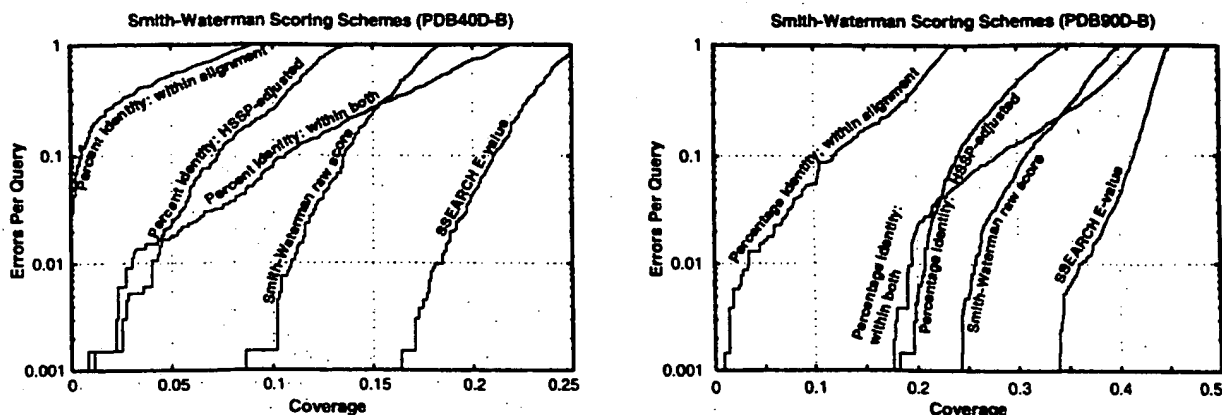 Smith-Waterman Scoring Schemes (PDB40D-B)
Errors Per Query
1
0.1
0.01
0.001
Percent Identity: within alignment
Percent Identity: HSSP-adjusted
Percent Identity: within both
Smith-Waterman raw score
SSEARCH E-value
0
0.05
0.1
0.15
0.2
0.25
Coverage
Smith-Waterman Scoring Schemes (PDB90D-B)
Errors Per Query
1
0.1
0.01
0.001
Percentage Identity: within alignment
Percentage Identity:
within both
Percentage Identity: HSSP-adjusted
Smith-Waterman raw score
SSEARCH E-value
0
0.1
0.2
0.3
0.4
0.5
Coverage